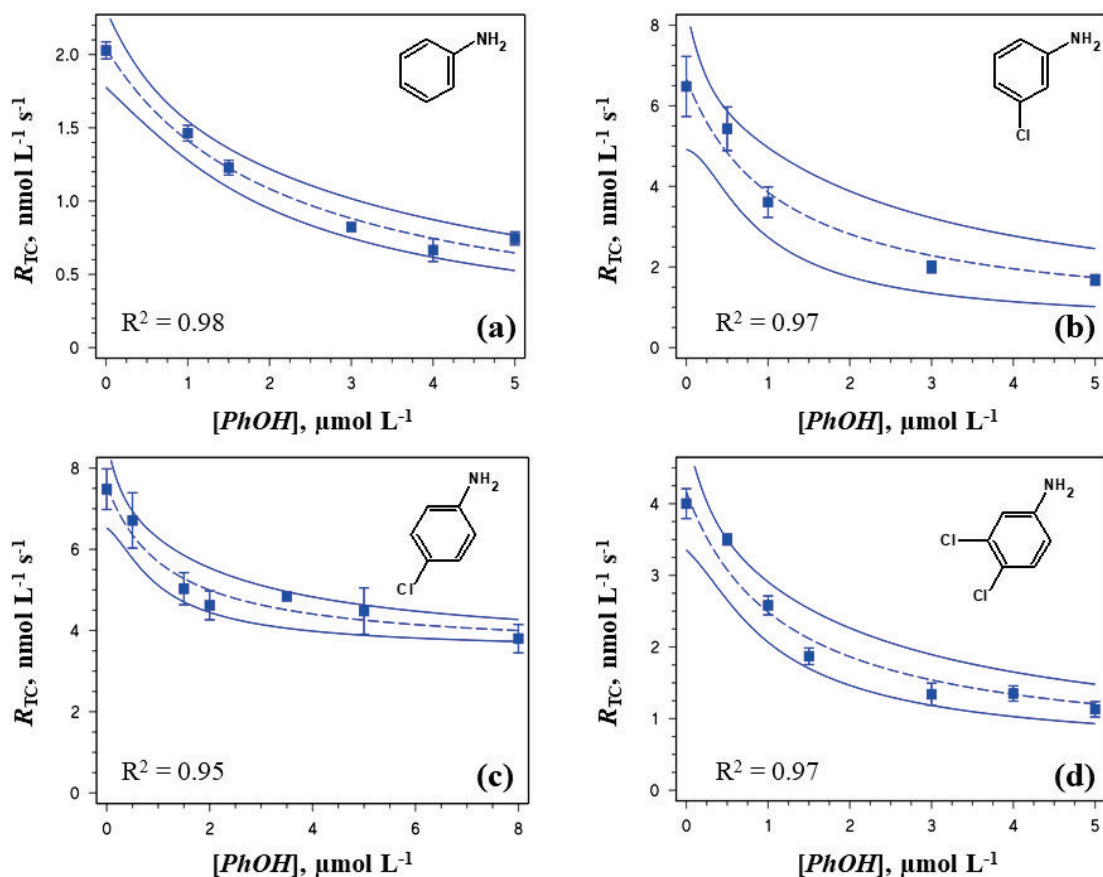 2.0
1.5
1.0
0.5
0
R_TC, nmol L⁻¹ s⁻¹
NH₂
R² = 0.98
(a)
0 1 2 3 4 5
[PhOH], µmol L⁻¹
8
6
4
2
0
R_TC, nmol L⁻¹ s⁻¹
NH₂
Cl
R² = 0.97
(b)
0 1 2 3 4 5
[PhOH], µmol L⁻¹
8
6
4
2
0
R_TC, nmol L⁻¹ s⁻¹
NH₂
Cl
R² = 0.95
(c)
0 2 4 6 8
[PhOH], µmol L⁻¹
4
3
2
1
0
R_TC, nmol L⁻¹ s⁻¹
NH₂
Cl
Cl
R² = 0.97
(d)
0 1 2 3 4 5
[PhOH], µmol L⁻¹